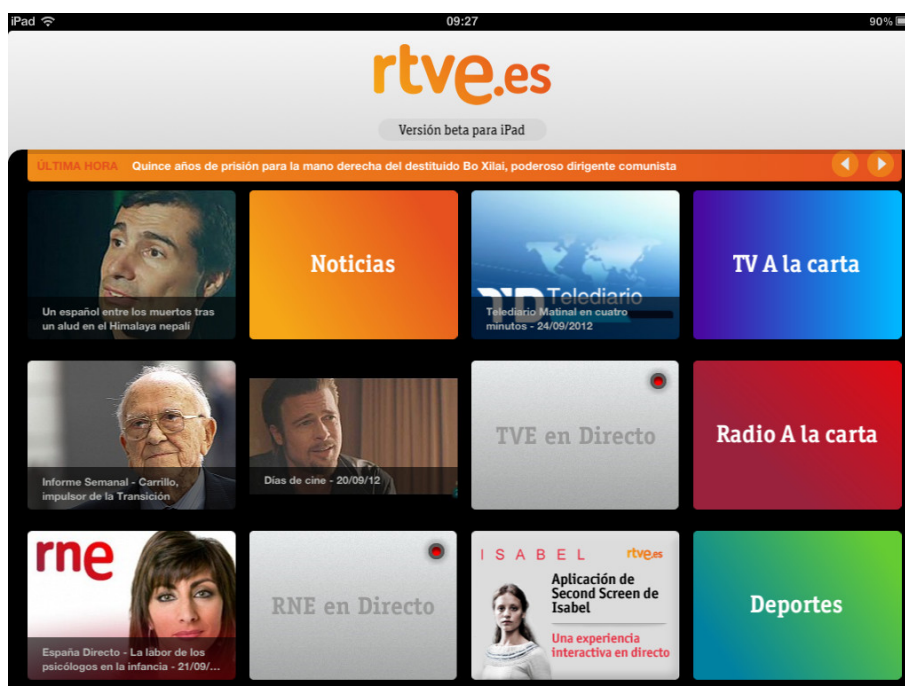 iPad 09:27 90%
rtve.es
Versión beta para iPad
ÚLTIMA HORA Quince años de prisión para la mano derecha del destituido Bo Xilai, poderoso dirigente comunista
Un español entre los muertos tras
un alud en el Himalaya nepalí
Noticias
TD Telediario
Telediario Matinal en cuatro
minutos - 24/09/2012
TV A la carta
Informe Semanal - Carrillo,
impulsor de la Transición
Días de cine - 20/09/12
TVE en Directo
Radio A la carta
rne
España Directo - La labor de los
psicólogos en la infancia - 21/09/...
RNE en Directo
ISABEL rtve.es
Aplicación de
Second Screen de
Isabel
Una experiencia
interactiva en directo
Deportes